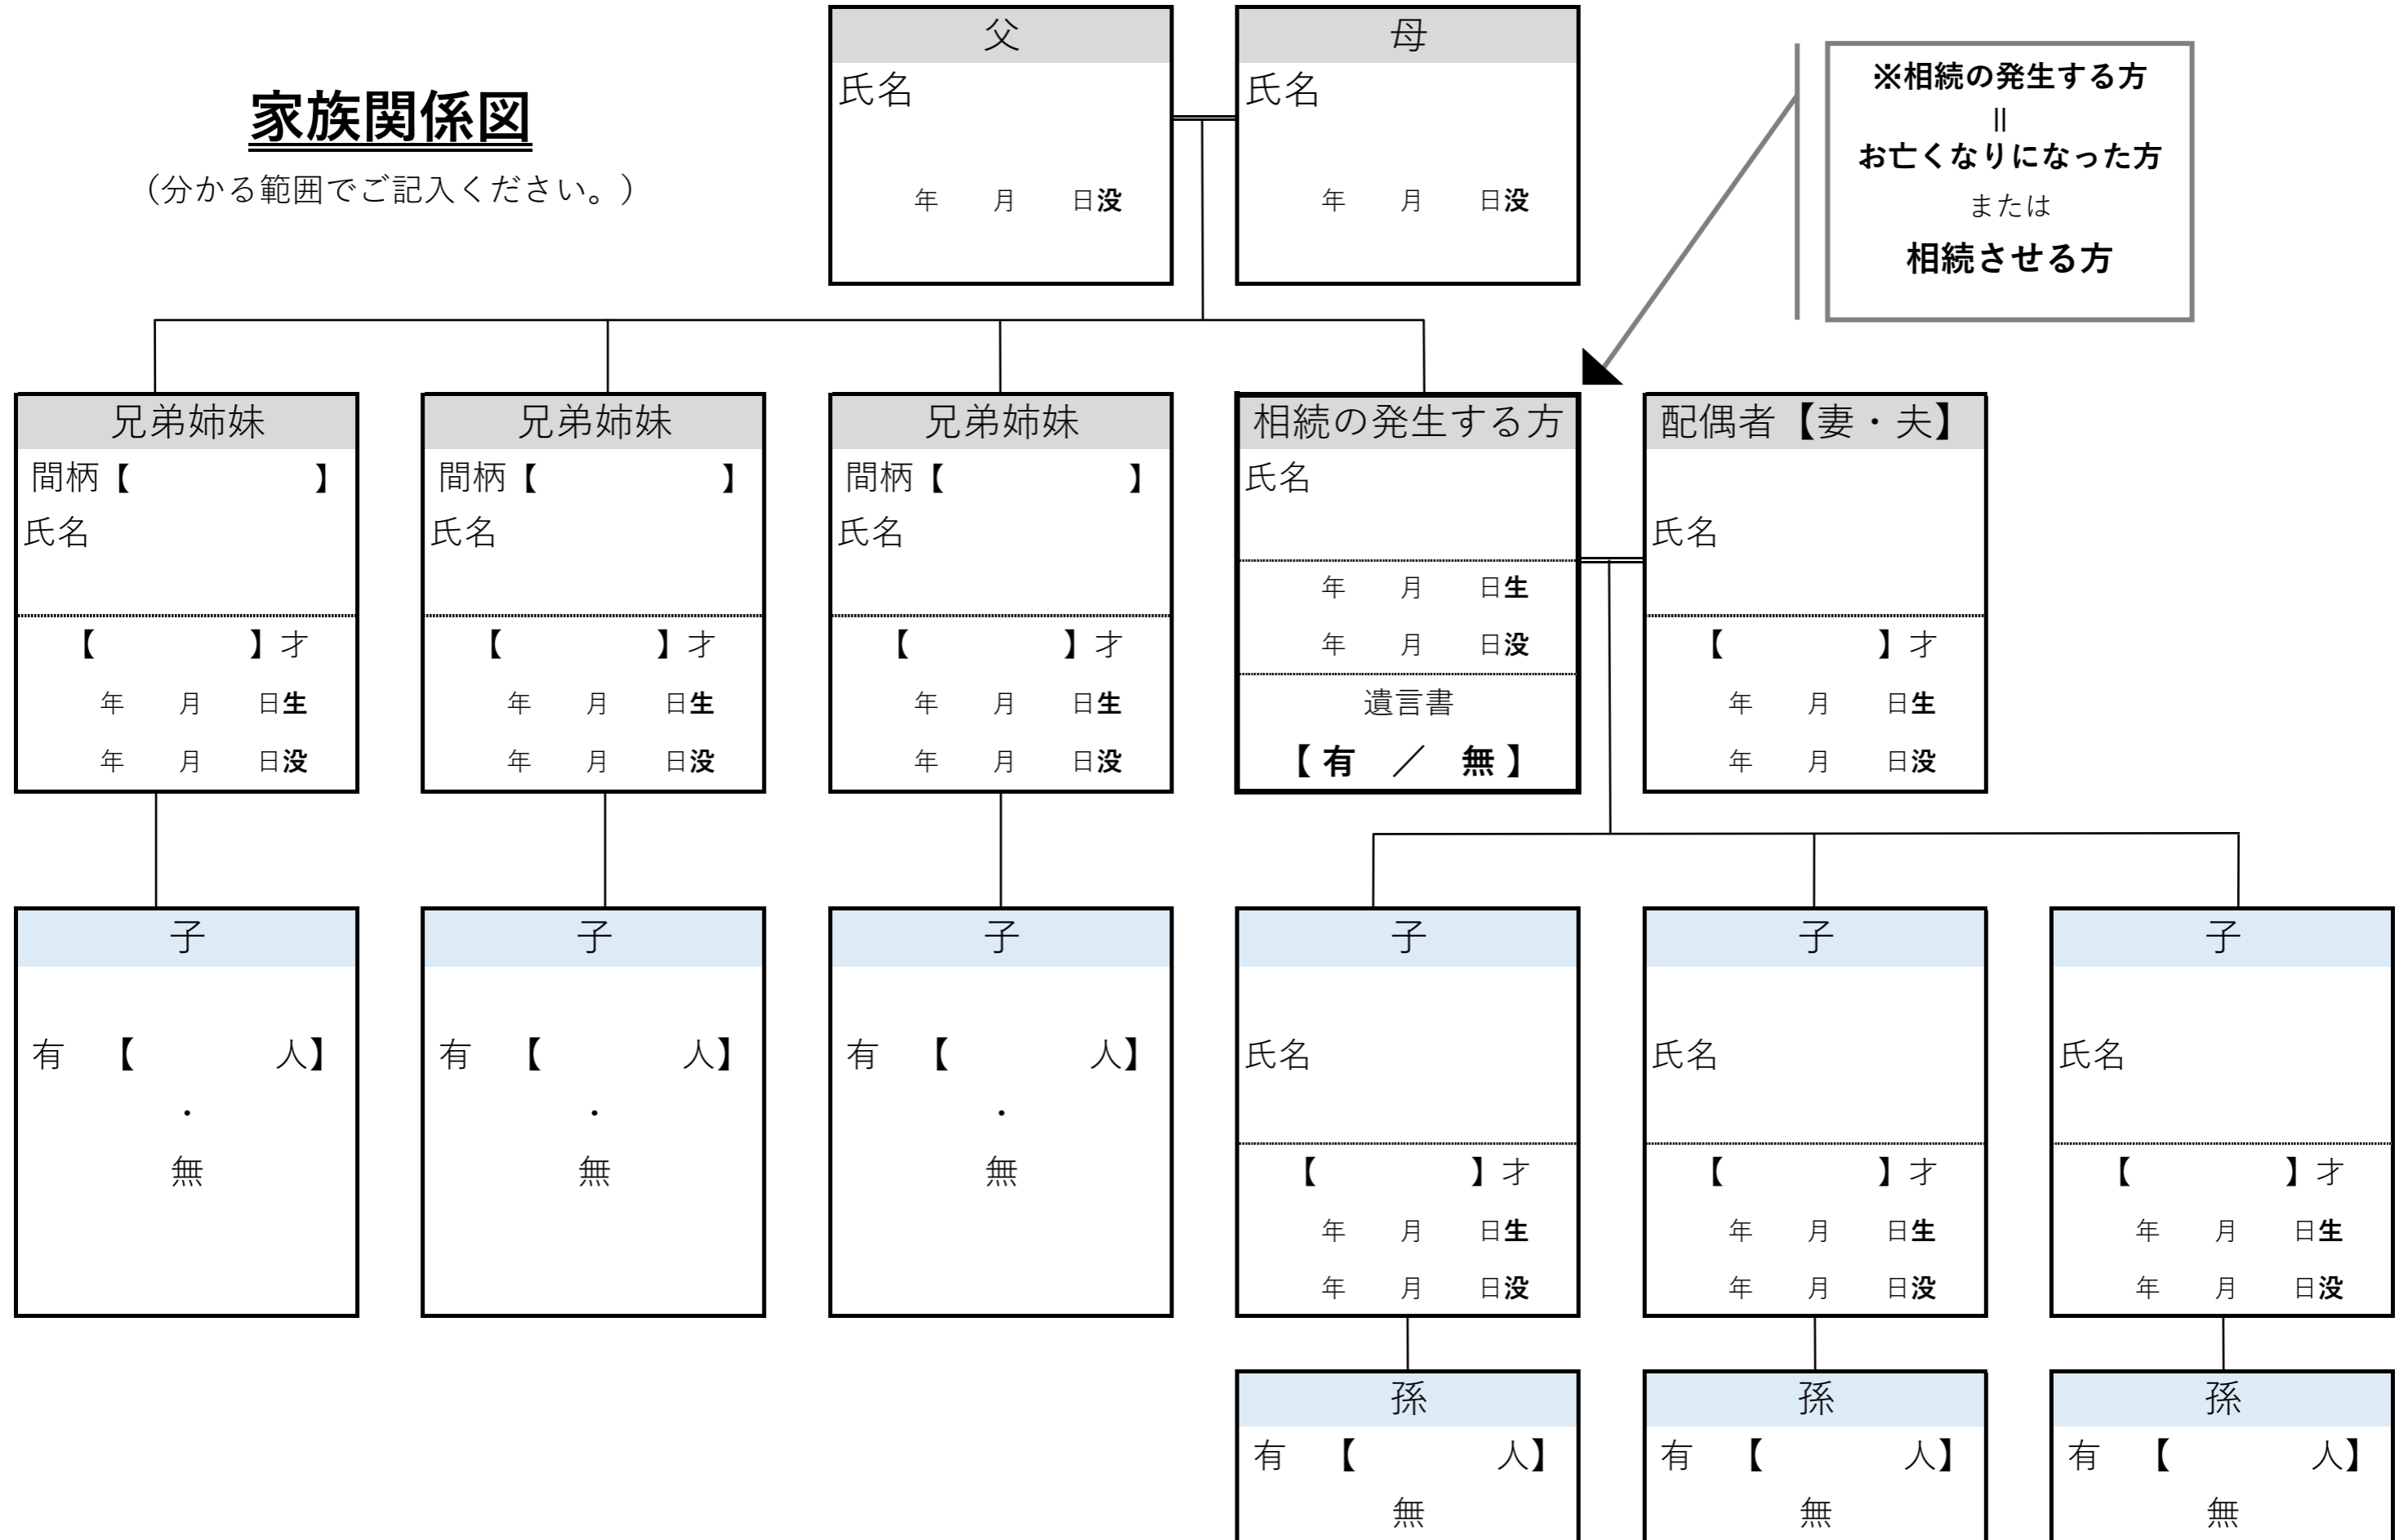 父
氏名
年 月 日没
母
氏名
年 月 日没
家族関係図
（分かる範囲でご記入ください。）
※相続の発生する方
||
お亡くなりになった方
または
相続させる方
兄弟姉妹
間柄【 】
氏名
【 】才
年 月 日生
年 月 日没
兄弟姉妹
間柄【 】
氏名
【 】才
年 月 日生
年 月 日没
兄弟姉妹
間柄【 】
氏名
【 】才
年 月 日生
年 月 日没
相続の発生する方
氏名
年 月 日生
年 月 日没
遺言書
【 有 ／ 無 】
配偶者【妻・夫】
氏名
【 】才
年 月 日生
年 月 日没
子
有 【 人】
・
無
子
有 【 人】
・
無
子
有 【 人】
・
無
子
氏名
【 】才
年 月 日生
年 月 日没
子
氏名
【 】才
年 月 日生
年 月 日没
子
氏名
【 】才
年 月 日生
年 月 日没
孫
有 【 人】
無
孫
有 【 人】
無
孫
有 【 人】
無